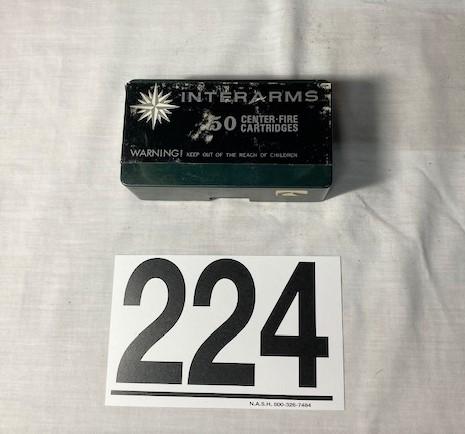 INTERARMS
50 CENTER-FIRE
CARTRIDGES
WARNING! KEEP OUT OF THE REACH OF CHILDREN
224
N.A.S.H. 800-326-7484